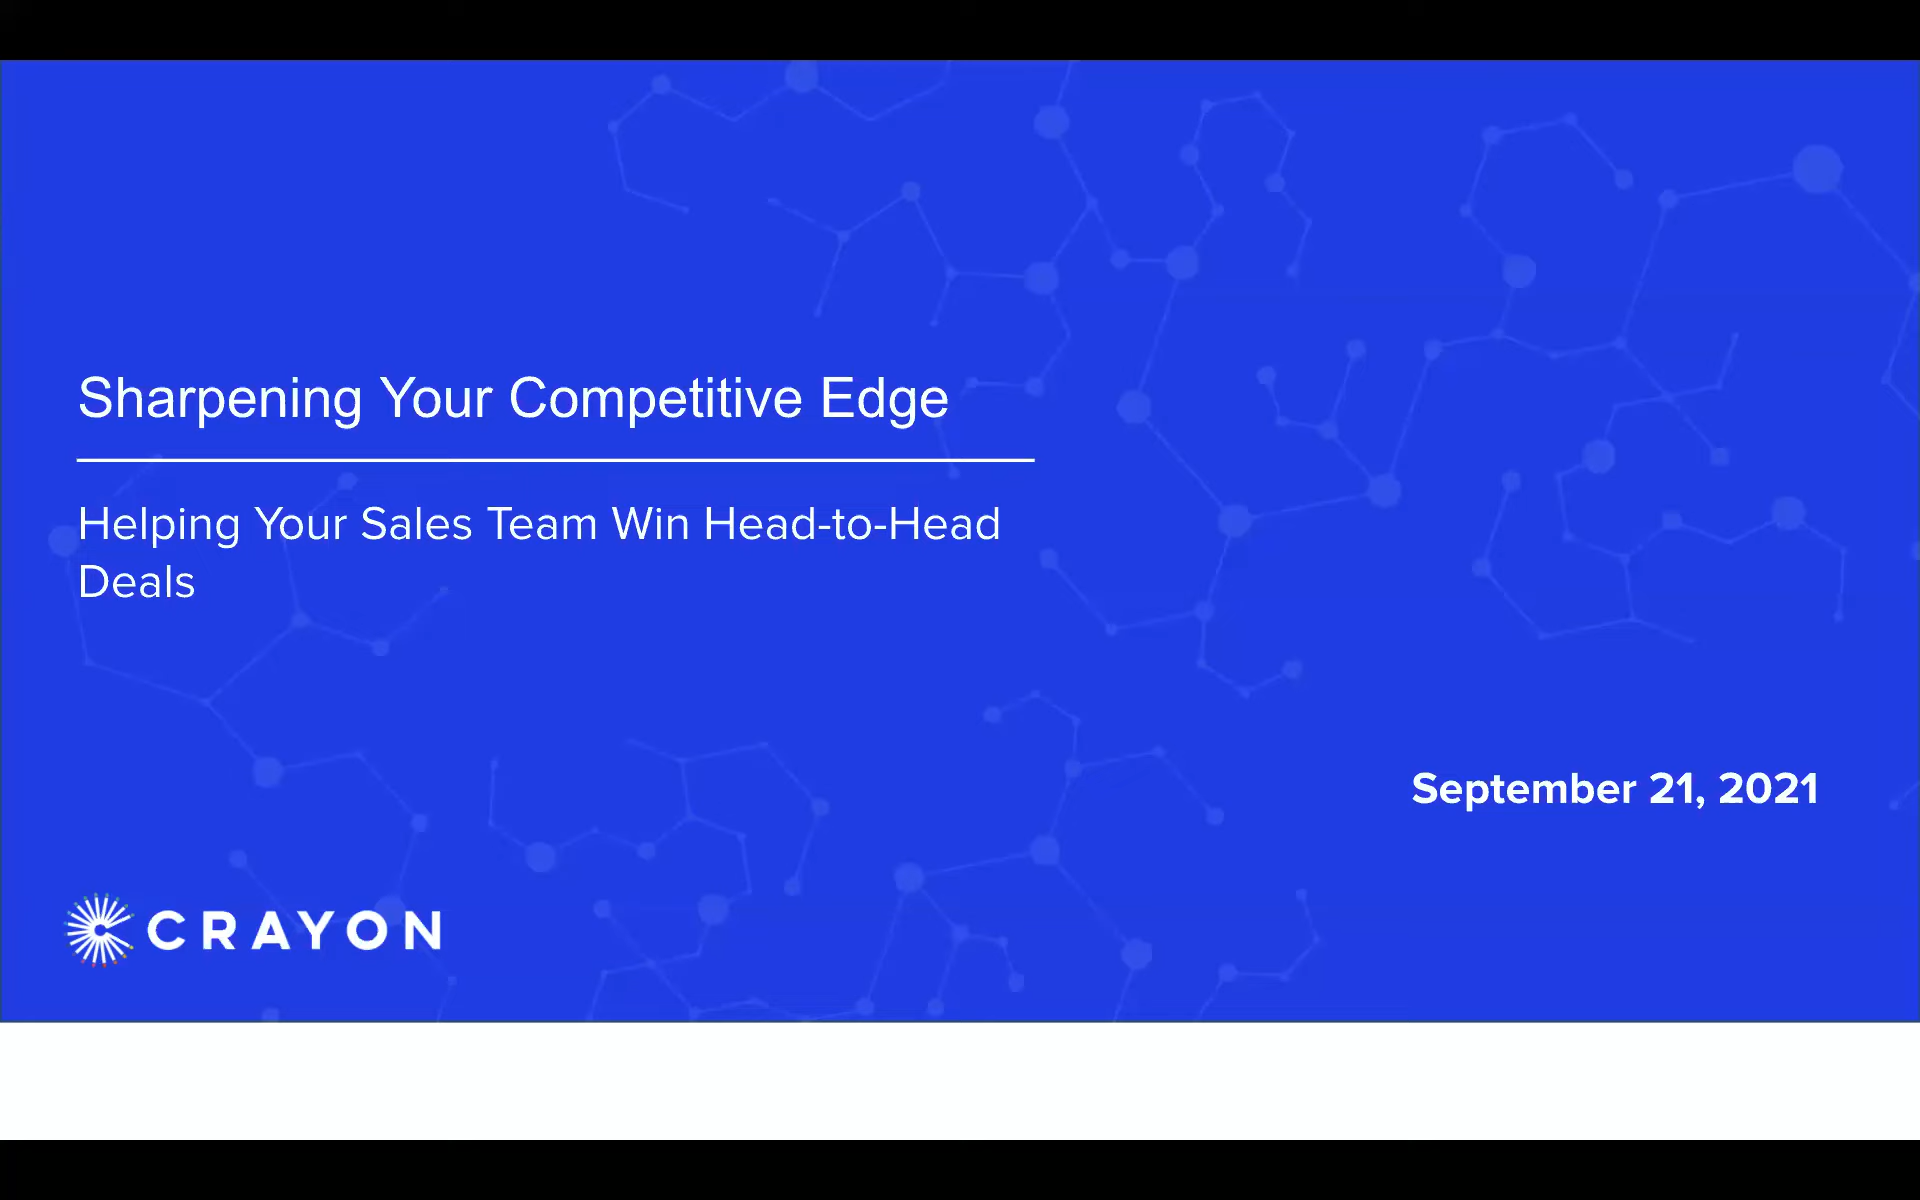 Sharpening Your Competitive Edge
Helping Your Sales Team Win Head-to-Head
Deals
September 21, 2021
CRAYON